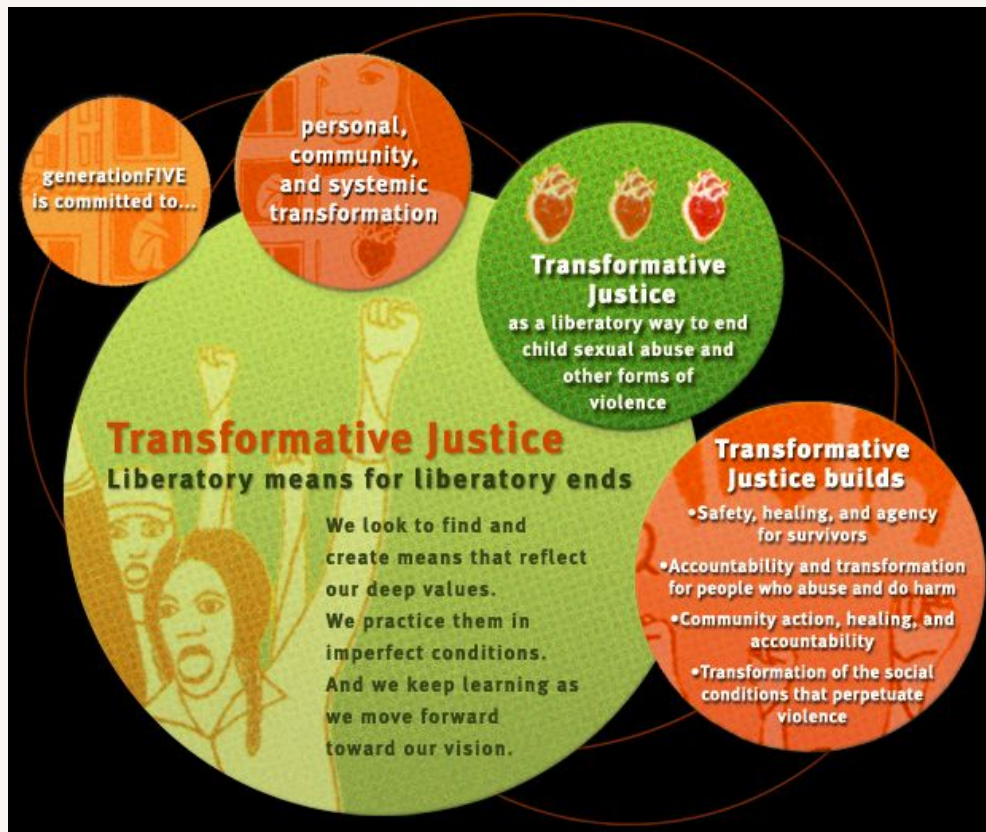 generationFIVE
is committed to...
personal,
community,
and systemic
transformation
Transformative
Justice
as a liberatory way to end
child sexual abuse and
other forms of
violence
Transformative Justice
Liberatory means for liberatory ends
We look to find and
create means that reflect
our deep values.
We practice them in
imperfect conditions.
And we keep learning as
we move forward
toward our vision.
Transformative
Justice builds
•Safety, healing, and agency
for survivors
•Accountability and transformation
for people who abuse and do harm
•Community action, healing, and
accountability
•Transformation of the social
conditions that perpetuate
violence